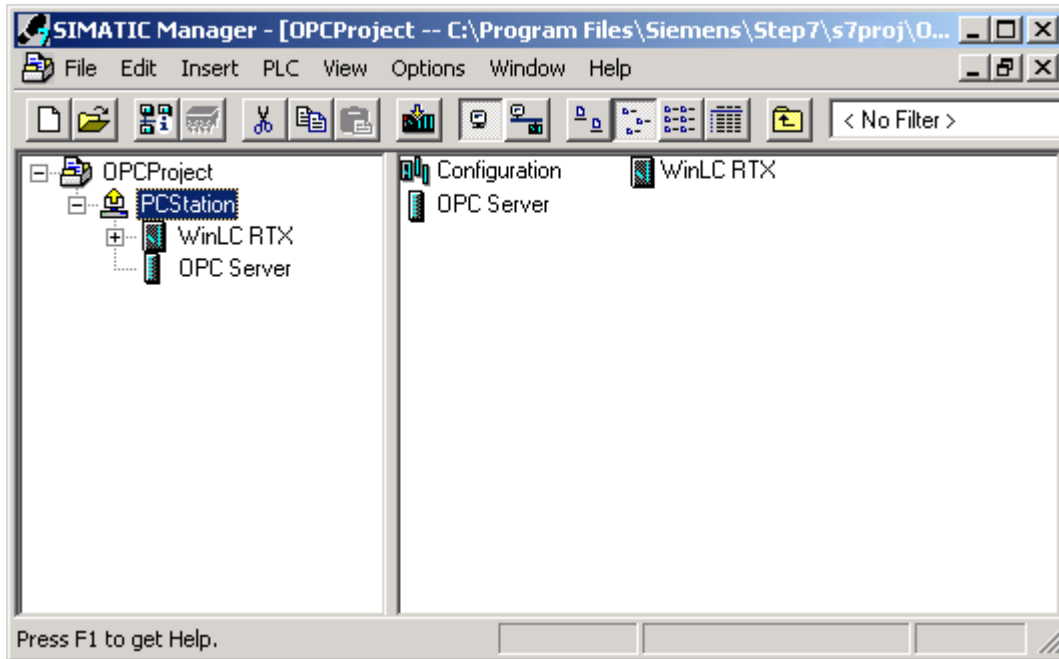 SIMATIC Manager - [OPCProject -- C:\Program Files\Siemens\Step7\s7proj\O...
File Edit Insert PLC View Options Window Help
< No Filter >
OPCProject
PCStation
WinLC RTX
OPC Server
Configuration WinLC RTX
OPC Server
Press F1 to get Help.